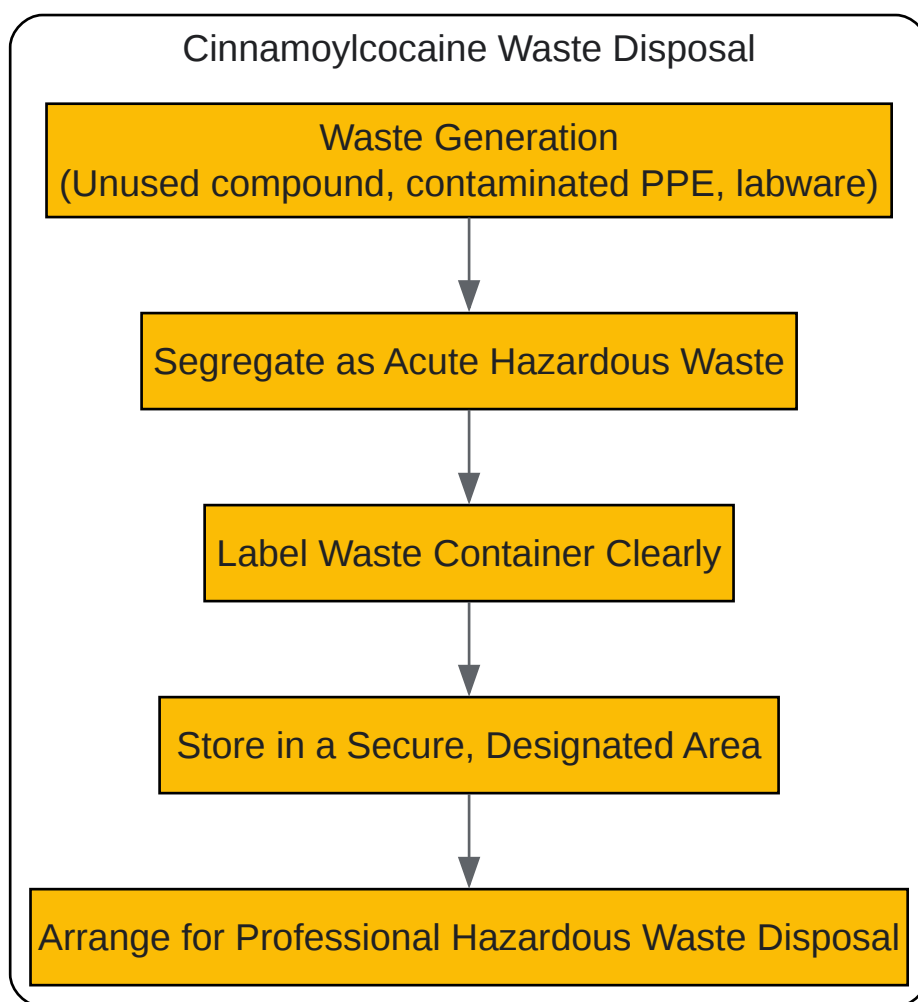 Cinnamoylcocaine Waste Disposal
Waste Generation
(Unused compound, contaminated PPE, labware)
Segregate as Acute Hazardous Waste
Label Waste Container Clearly
Store in a Secure, Designated Area
Arrange for Professional Hazardous Waste Disposal